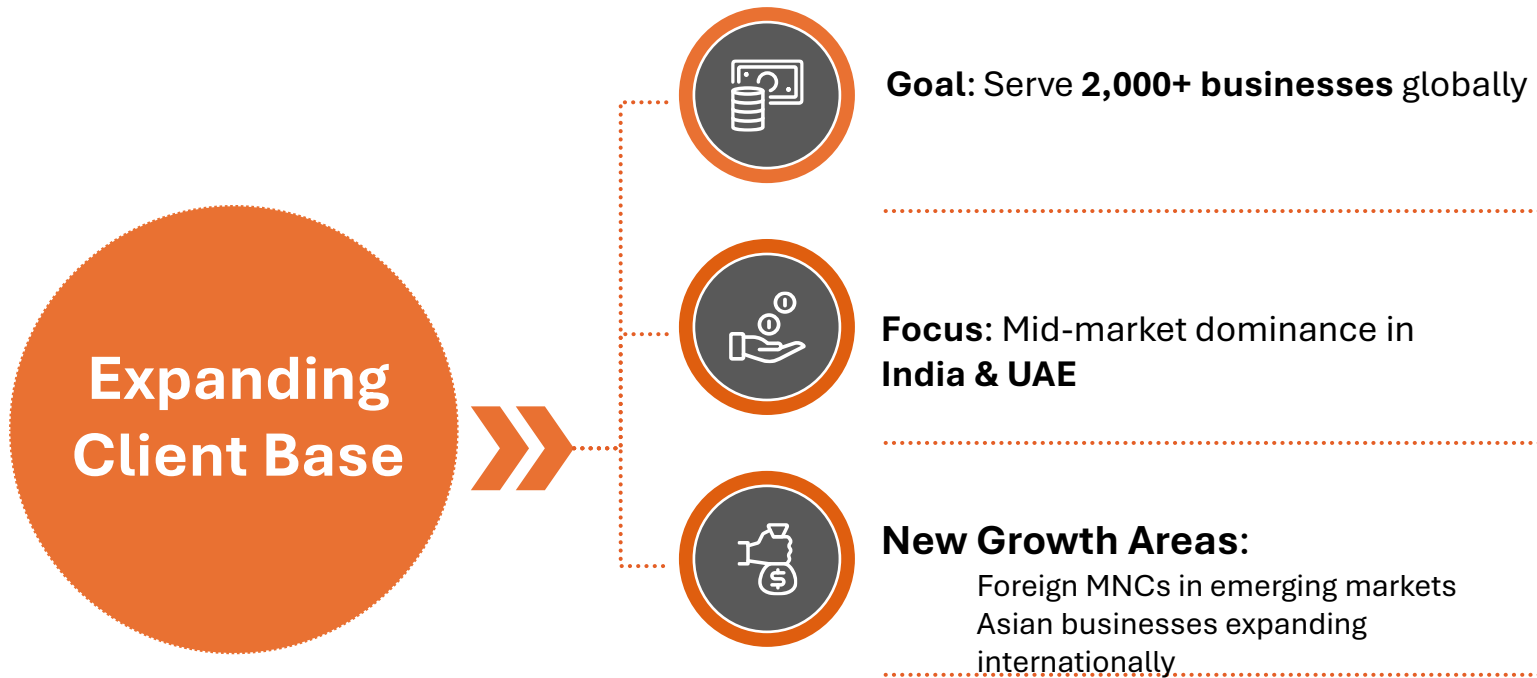 Expanding
Client Base
Goal: Serve 2,000+ businesses globally
Focus: Mid-market dominance in
India & UAE
New Growth Areas:
Foreign MNCs in emerging markets
Asian businesses expanding
internationally
$